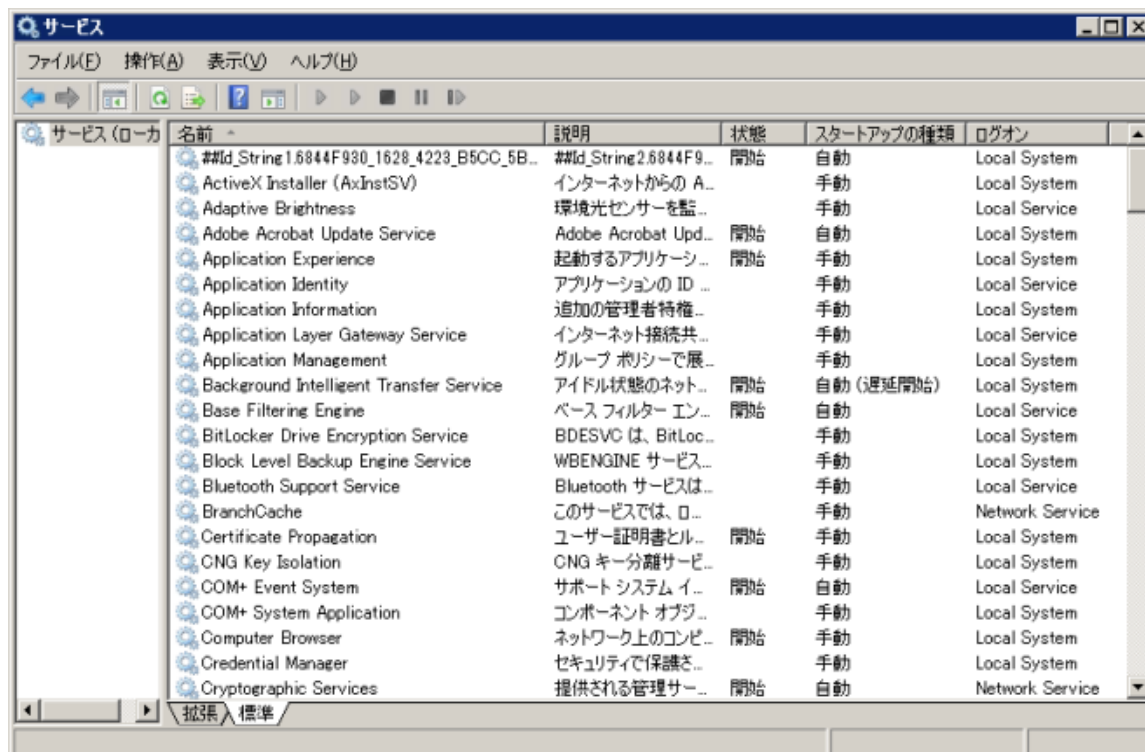 サービス
ファイル(F) 操作(A) 表示(V) ヘルプ(H)
サービス (ローカ
名前 説明 状態 スタートアップの種類 ログオン
##Id_String1.6844F930_1628_4223_B5CC_5B... ##Id_String2.6844F9... 開始 自動 Local System
ActiveX Installer (AxInstSV) インターネットからの A... 手動 Local System
Adaptive Brightness 環境光センサーを監... 手動 Local Service
Adobe Acrobat Update Service Adobe Acrobat Upd... 開始 自動 Local System
Application Experience 起動するアプリケーシ... 開始 手動 Local System
Application Identity アプリケーションの ID ... 手動 Local Service
Application Information 追加の管理者特権... 手動 Local System
Application Layer Gateway Service インターネット接続共... 手動 Local Service
Application Management グループ ポリシーで展... 手動 Local System
Background Intelligent Transfer Service アイドル状態のネット... 開始 自動 (遅延開始) Local System
Base Filtering Engine ベース フィルター エン... 開始 自動 Local Service
BitLocker Drive Encryption Service BDESVC は、BitLoc... 手動 Local System
Block Level Backup Engine Service WBENGINE サービス... 手動 Local System
Bluetooth Support Service Bluetooth サービスは... 手動 Local Service
BranchCache このサービスでは、ロ... 手動 Network Service
Certificate Propagation ユーザー証明書とル... 開始 手動 Local System
CNG Key Isolation CNG キー分離サービ... 手動 Local System
COM+ Event System サポート システム イ... 開始 自動 Local Service
COM+ System Application コンポーネント オブジ... 手動 Local System
Computer Browser ネットワーク上のコンピ... 開始 手動 Local System
Credential Manager セキュリティで保護さ... 手動 Local System
Cryptographic Services 提供される管理サー... 開始 自動 Network Service
拡張 標準